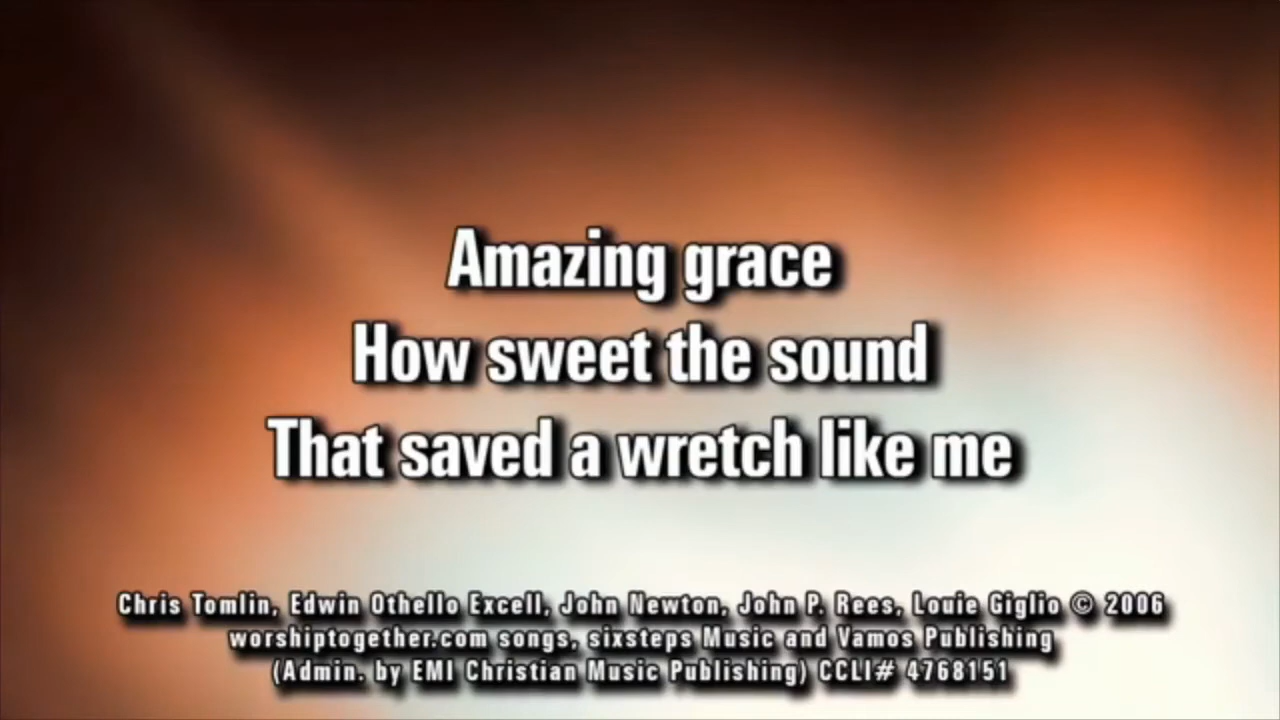 Amazing grace
How sweet the sound
That saved a wretch like me
Chris Tomlin, Edwin Othello Excell, John Newton, John P. Rees, Louie Giglio © 2006
worshiptogether.com songs, sixsteps Music and Vamos Publishing
(Admin. by EMI Christian Music Publishing) CCLI# 4768151